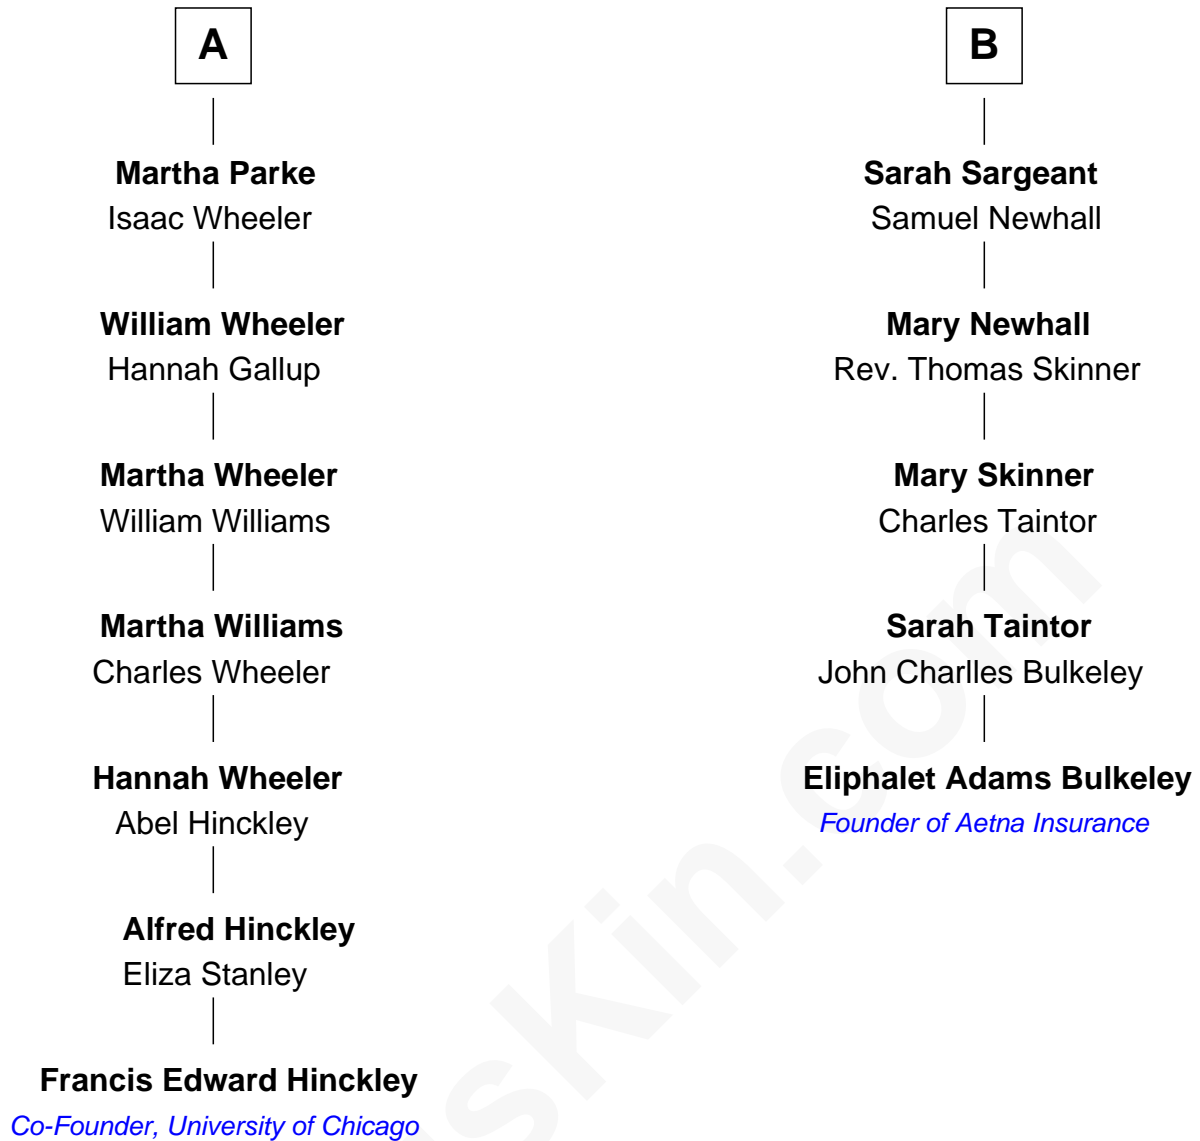 A
Martha Parke
Isaac Wheeler
William Wheeler
Hannah Gallup
Martha Wheeler
William Williams
Martha Williams
Charles Wheeler
Hannah Wheeler
Abel Hinckley
Alfred Hinckley
Eliza Stanley
Francis Edward Hinckley
Co-Founder, University of Chicago
B
Sarah Sargeant
Samuel Newhall
Mary Newhall
Rev. Thomas Skinner
Mary Skinner
Charles Taintor
Sarah Taintor
John Charlles Bulkeley
Eliphalet Adams Bulkeley
Founder of Aetna Insurance
sKin.com